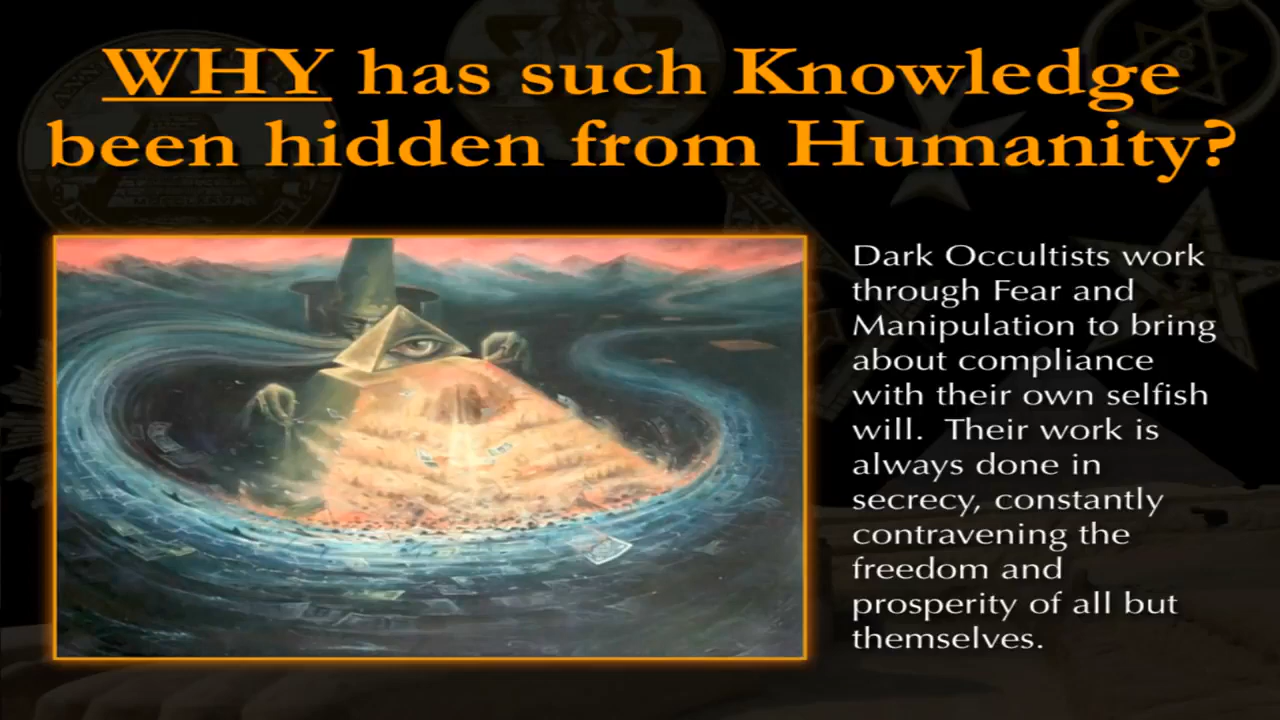 WHY has such Knowledge
been hidden from Humanity?
Dark Occultists work
through Fear and
Manipulation to bring
about compliance
with their own selfish
will.  Their work is
always done in
secrecy, constantly
contravening the
freedom and
prosperity of all but
themselves.